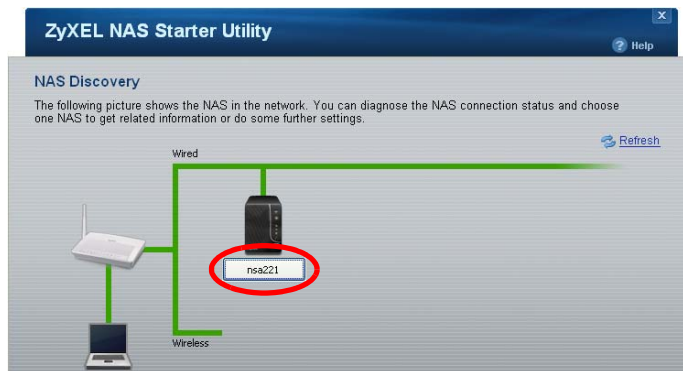 ZyXEL NAS Starter Utility
X
? Help
NAS Discovery
The following picture shows the NAS in the network. You can diagnose the NAS connection status and choose
one NAS to get related information or do some further settings.
Refresh
Wired
nsa221
Wireless